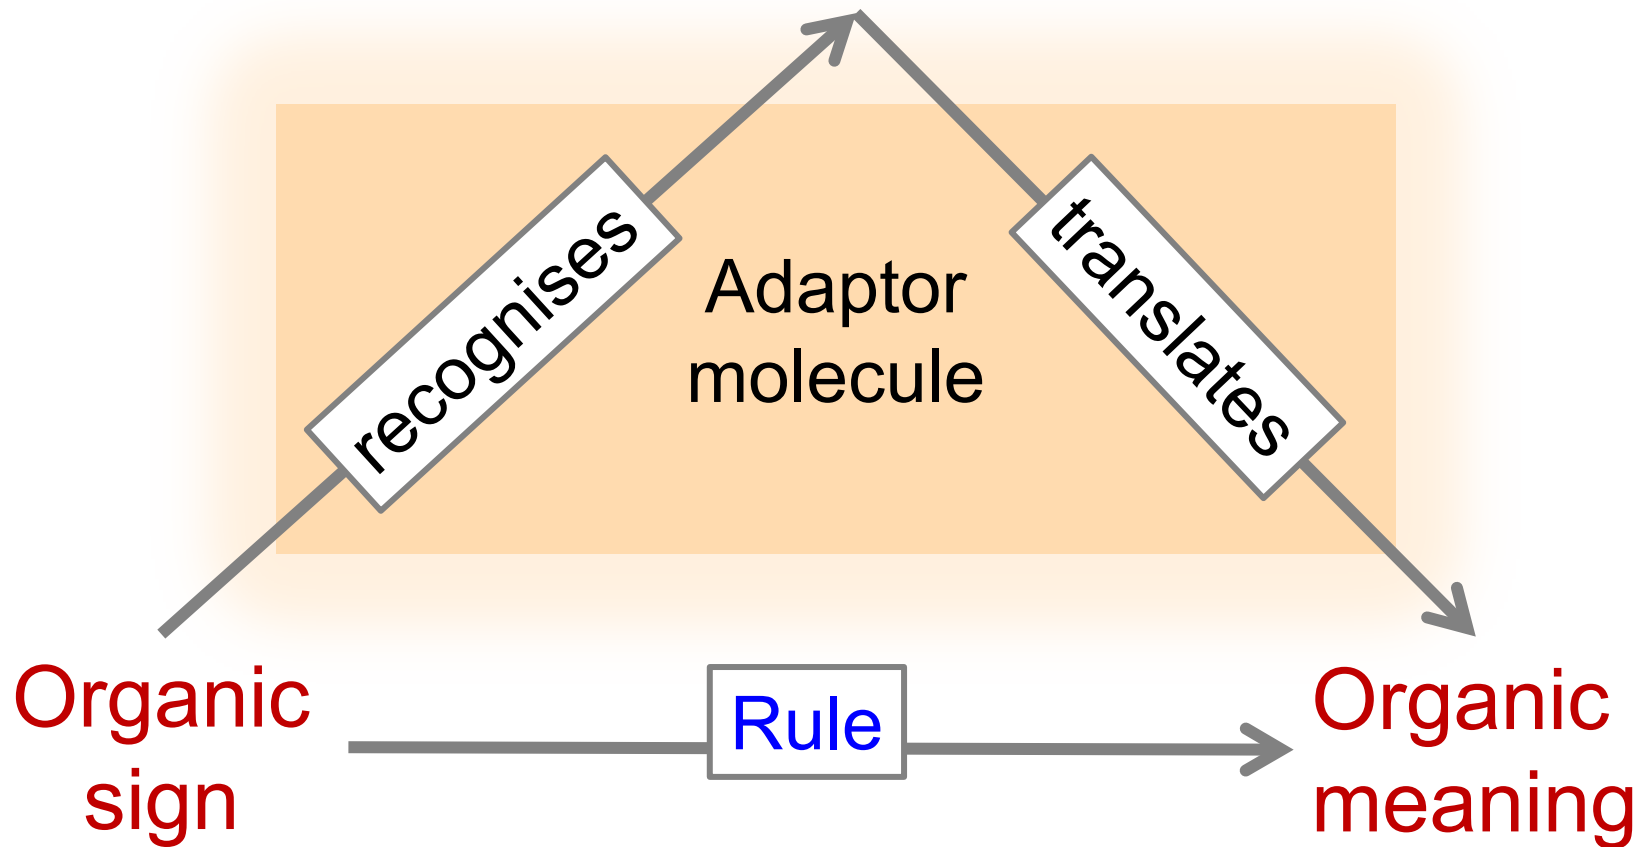 recognises
translates
Adaptor
molecule
Organic
sign
Rule
Organic
meaning